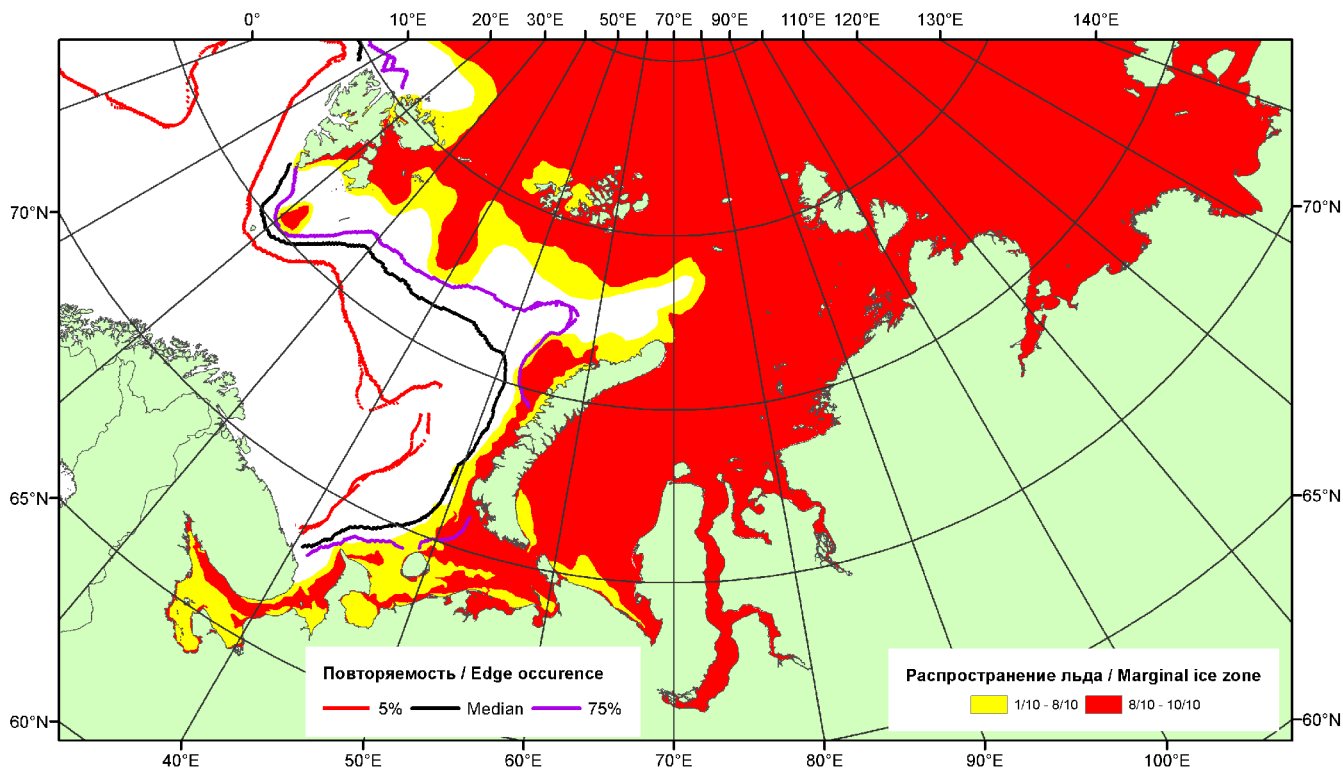 0° 10°E 20°E 30°E 50°E 70°E 90°E 110°E 120°E 130°E 140°E
70°N 70°N
65°N 65°N
60°N 60°N
Повторяемость / Edge occurence
5% Median 75%
Распространение льда / Marginal ice zone
1/10 - 8/10 8/10 - 10/10
40°E 50°E 60°E 70°E 80°E 90°E 100°E